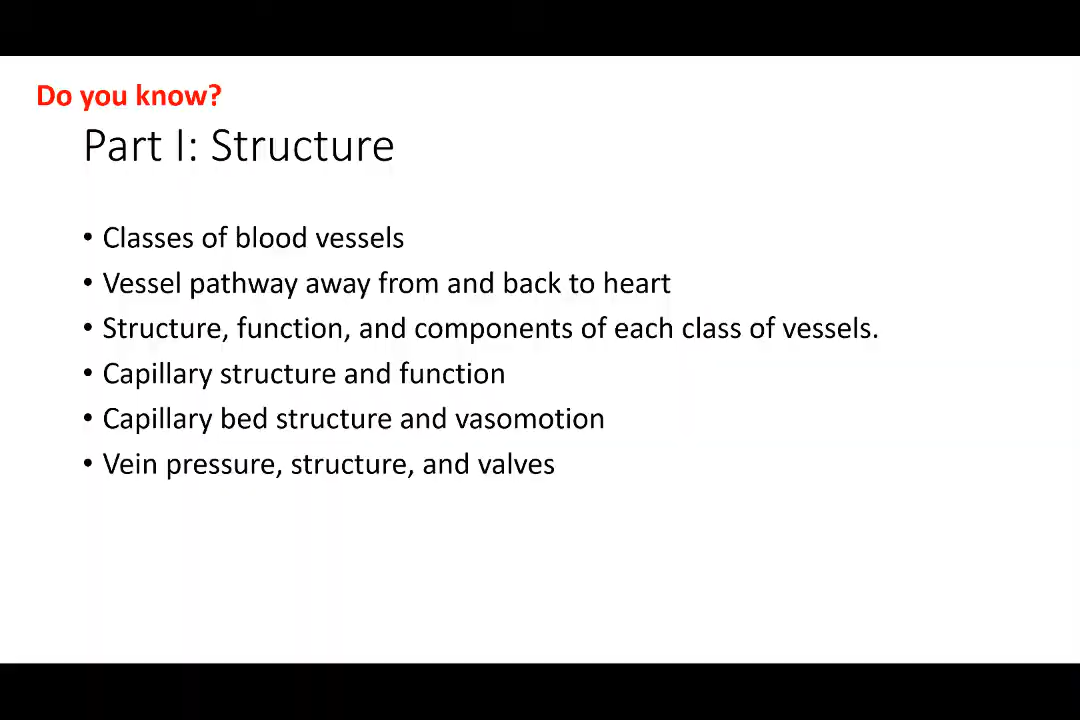 Do you know?
Part I: Structure
• Classes of blood vessels
• Vessel pathway away from and back to heart
• Structure, function, and components of each class of vessels.
• Capillary structure and function
• Capillary bed structure and vasomotion
• Vein pressure, structure, and valves